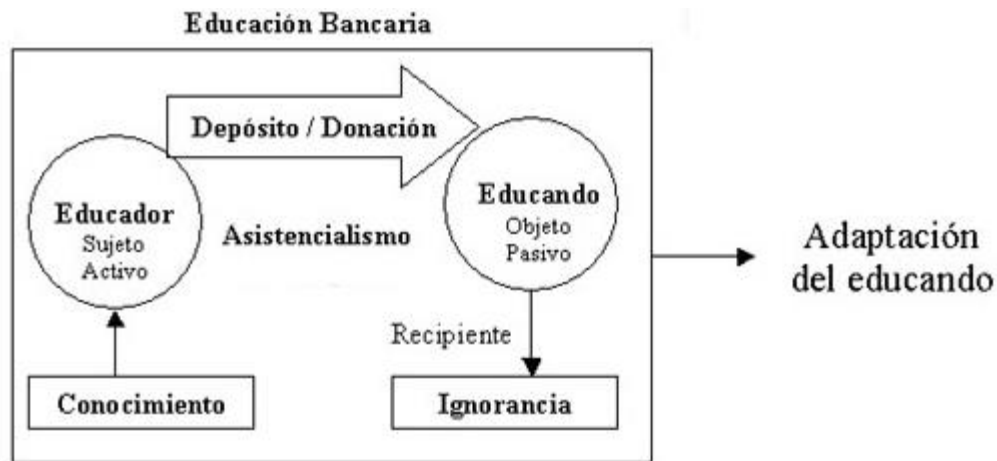 Educación Bancaria
Depósito / Donación
Educador
Sujeto
Activo
Asistencialismo
Educando
Objeto
Pasivo
Adaptación
del educando
Recipiente
Conocimiento
Ignorancia